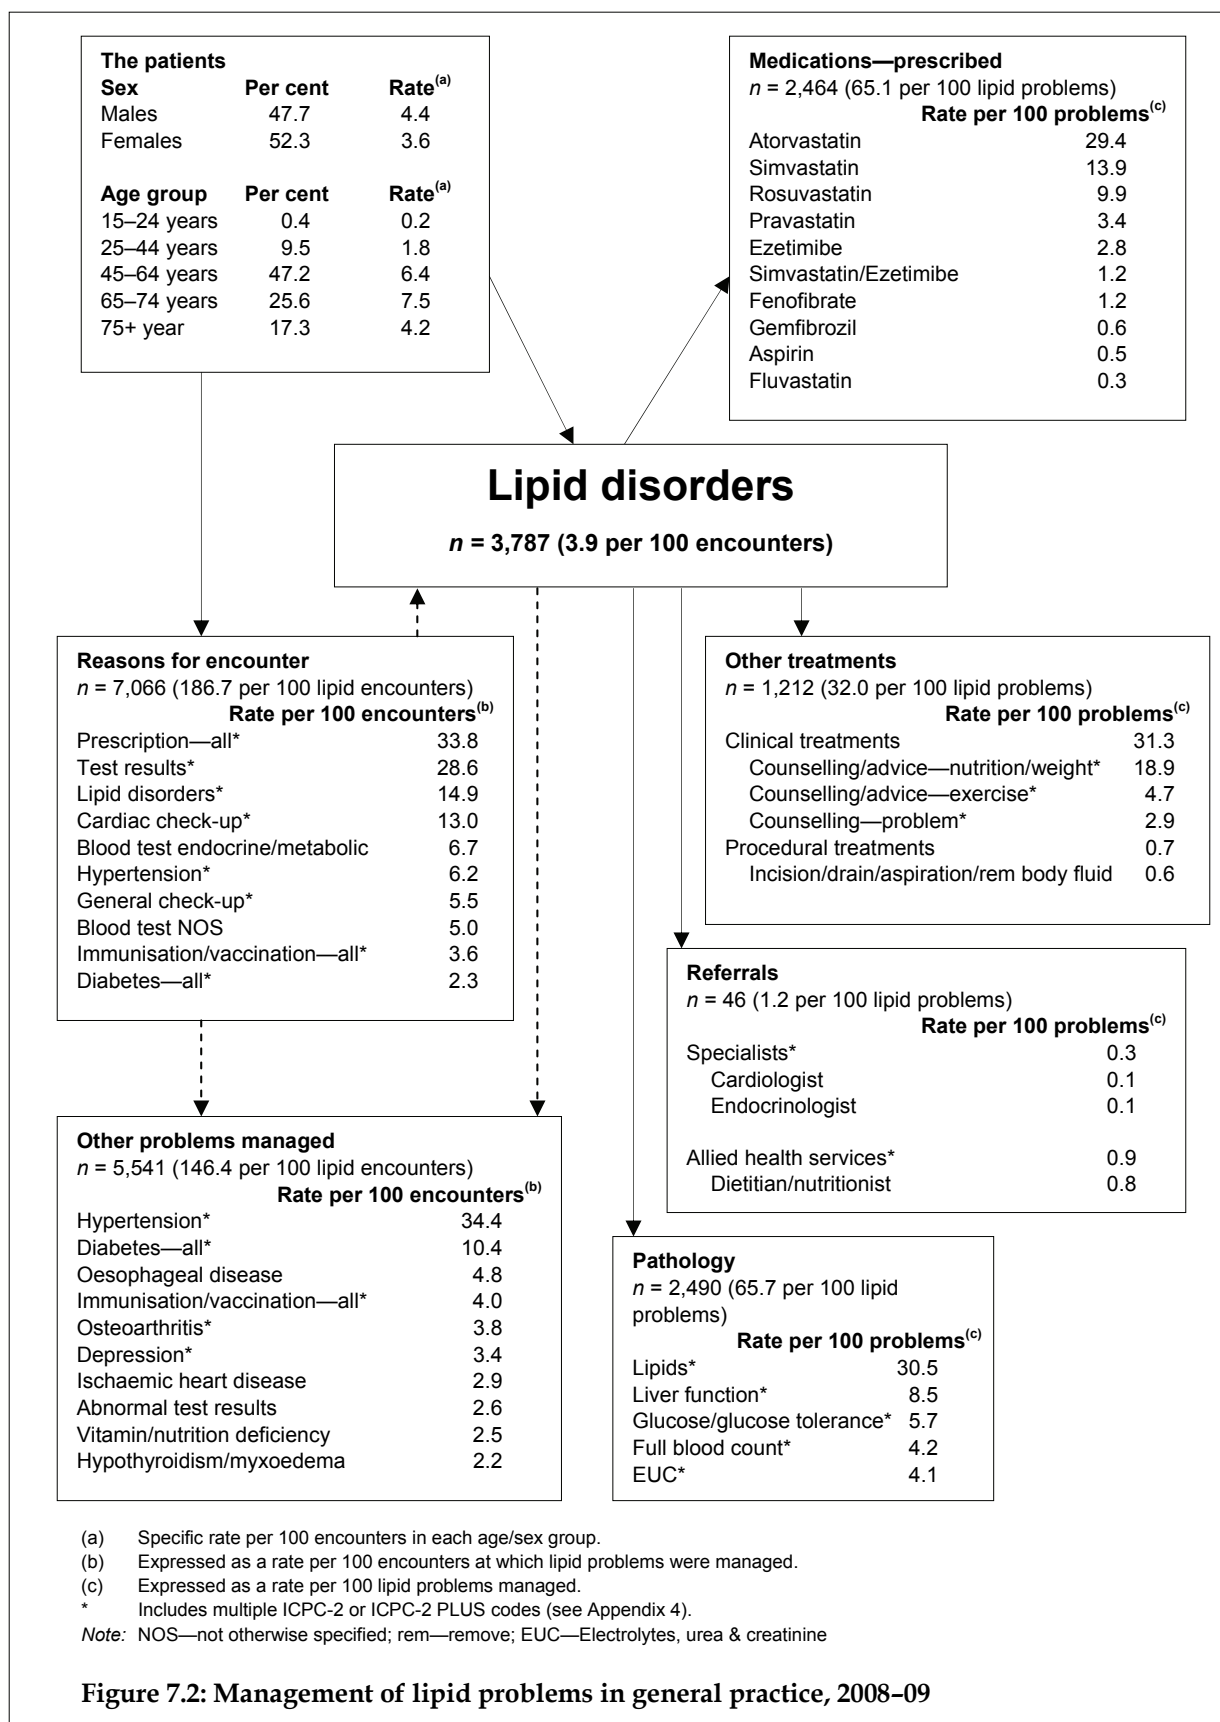 The patients
Sex Per cent Rate(a)
Males 47.7 4.4
Females 52.3 3.6
Age group Per cent Rate(a)
15–24 years 0.4 0.2
25–44 years 9.5 1.8
45–64 years 47.2 6.4
65–74 years 25.6 7.5
75+ year 17.3 4.2
Medications—prescribed
n = 2,464 (65.1 per 100 lipid problems)
Rate per 100 problems(c)
Atorvastatin 29.4
Simvastatin 13.9
Rosuvastatin 9.9
Pravastatin 3.4
Ezetimibe 2.8
Simvastatin/Ezetimibe 1.2
Fenofibrate 1.2
Gemfibrozil 0.6
Aspirin 0.5
Fluvastatin 0.3
Lipid disorders
n = 3,787 (3.9 per 100 encounters)
Reasons for encounter
n = 7,066 (186.7 per 100 lipid encounters)
Rate per 100 encounters(b)
Prescription—all* 33.8
Test results* 28.6
Lipid disorders* 14.9
Cardiac check-up* 13.0
Blood test endocrine/metabolic 6.7
Hypertension* 6.2
General check-up* 5.5
Blood test NOS 5.0
Immunisation/vaccination—all* 3.6
Diabetes—all* 2.3
Other treatments
n = 1,212 (32.0 per 100 lipid problems)
Rate per 100 problems(c)
Clinical treatments 31.3
Counselling/advice—nutrition/weight* 18.9
Counselling/advice—exercise* 4.7
Counselling—problem* 2.9
Procedural treatments 0.7
Incision/drain/aspiration/rem body fluid 0.6
Referrals
n = 46 (1.2 per 100 lipid problems)
Rate per 100 problems(c)
Specialists* 0.3
Cardiologist 0.1
Endocrinologist 0.1
Allied health services* 0.9
Dietitian/nutritionist 0.8
Other problems managed
n = 5,541 (146.4 per 100 lipid encounters)
Rate per 100 encounters(b)
Hypertension* 34.4
Diabetes—all* 10.4
Oesophageal disease 4.8
Immunisation/vaccination—all* 4.0
Osteoarthritis* 3.8
Depression* 3.4
Ischaemic heart disease 2.9
Abnormal test results 2.6
Vitamin/nutrition deficiency 2.5
Hypothyroidism/myxoedema 2.2
Pathology
n = 2,490 (65.7 per 100 lipid
problems)
Rate per 100 problems(c)
Lipids* 30.5
Liver function* 8.5
Glucose/glucose tolerance* 5.7
Full blood count* 4.2
EUC* 4.1
(a) Specific rate per 100 encounters in each age/sex group.
(b) Expressed as a rate per 100 encounters at which lipid problems were managed.
(c) Expressed as a rate per 100 lipid problems managed.
* Includes multiple ICPC-2 or ICPC-2 PLUS codes (see Appendix 4).
Note: NOS—not otherwise specified; rem—remove; EUC—Electrolytes, urea & creatinine
Figure 7.2: Management of lipid problems in general practice, 2008–09